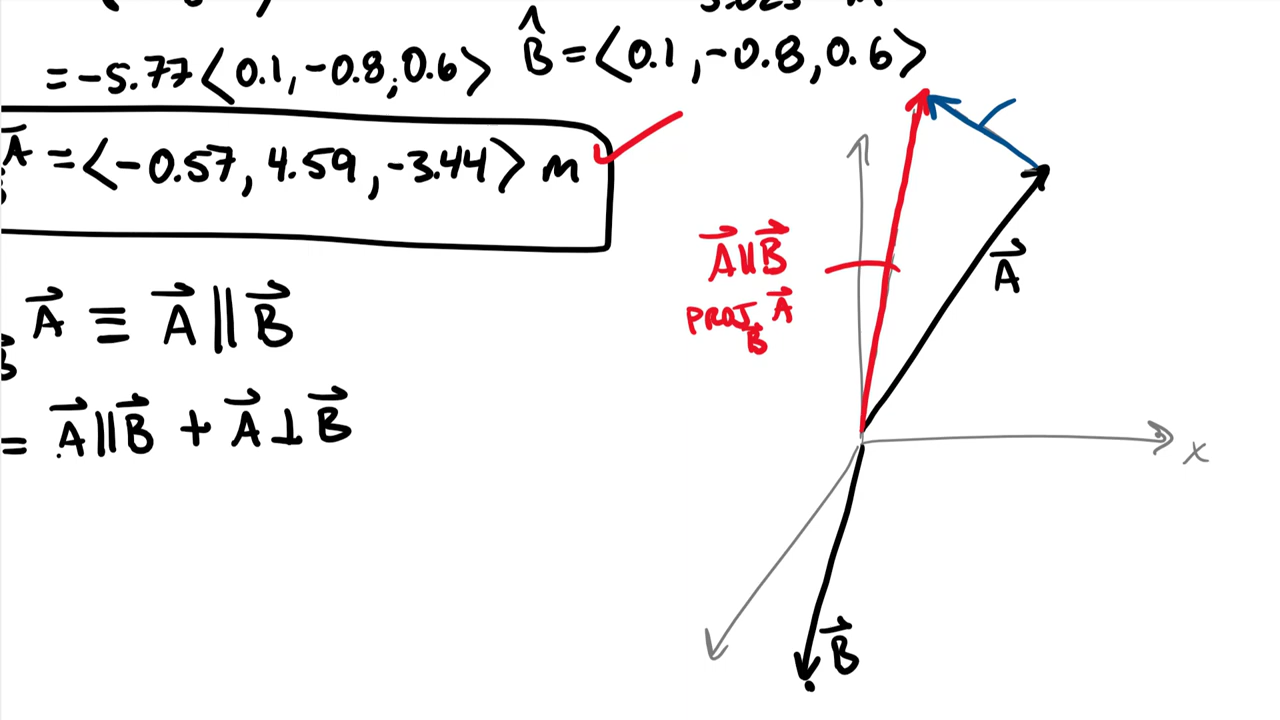 = -5.77 ⟨0.1, -0.8, 0.6⟩
B̂ = ⟨0.1, -0.8, 0.6⟩
A⃗ = ⟨-0.57, 4.59, -3.44⟩ m
A⃗ ≡ A⃗ ∥ B⃗
B⃗
= A⃗ ∥ B⃗ + A⃗ ⊥ B⃗
A⃗ ∥ B⃗
PROJ_B⃗ A⃗
A⃗
x
B⃗